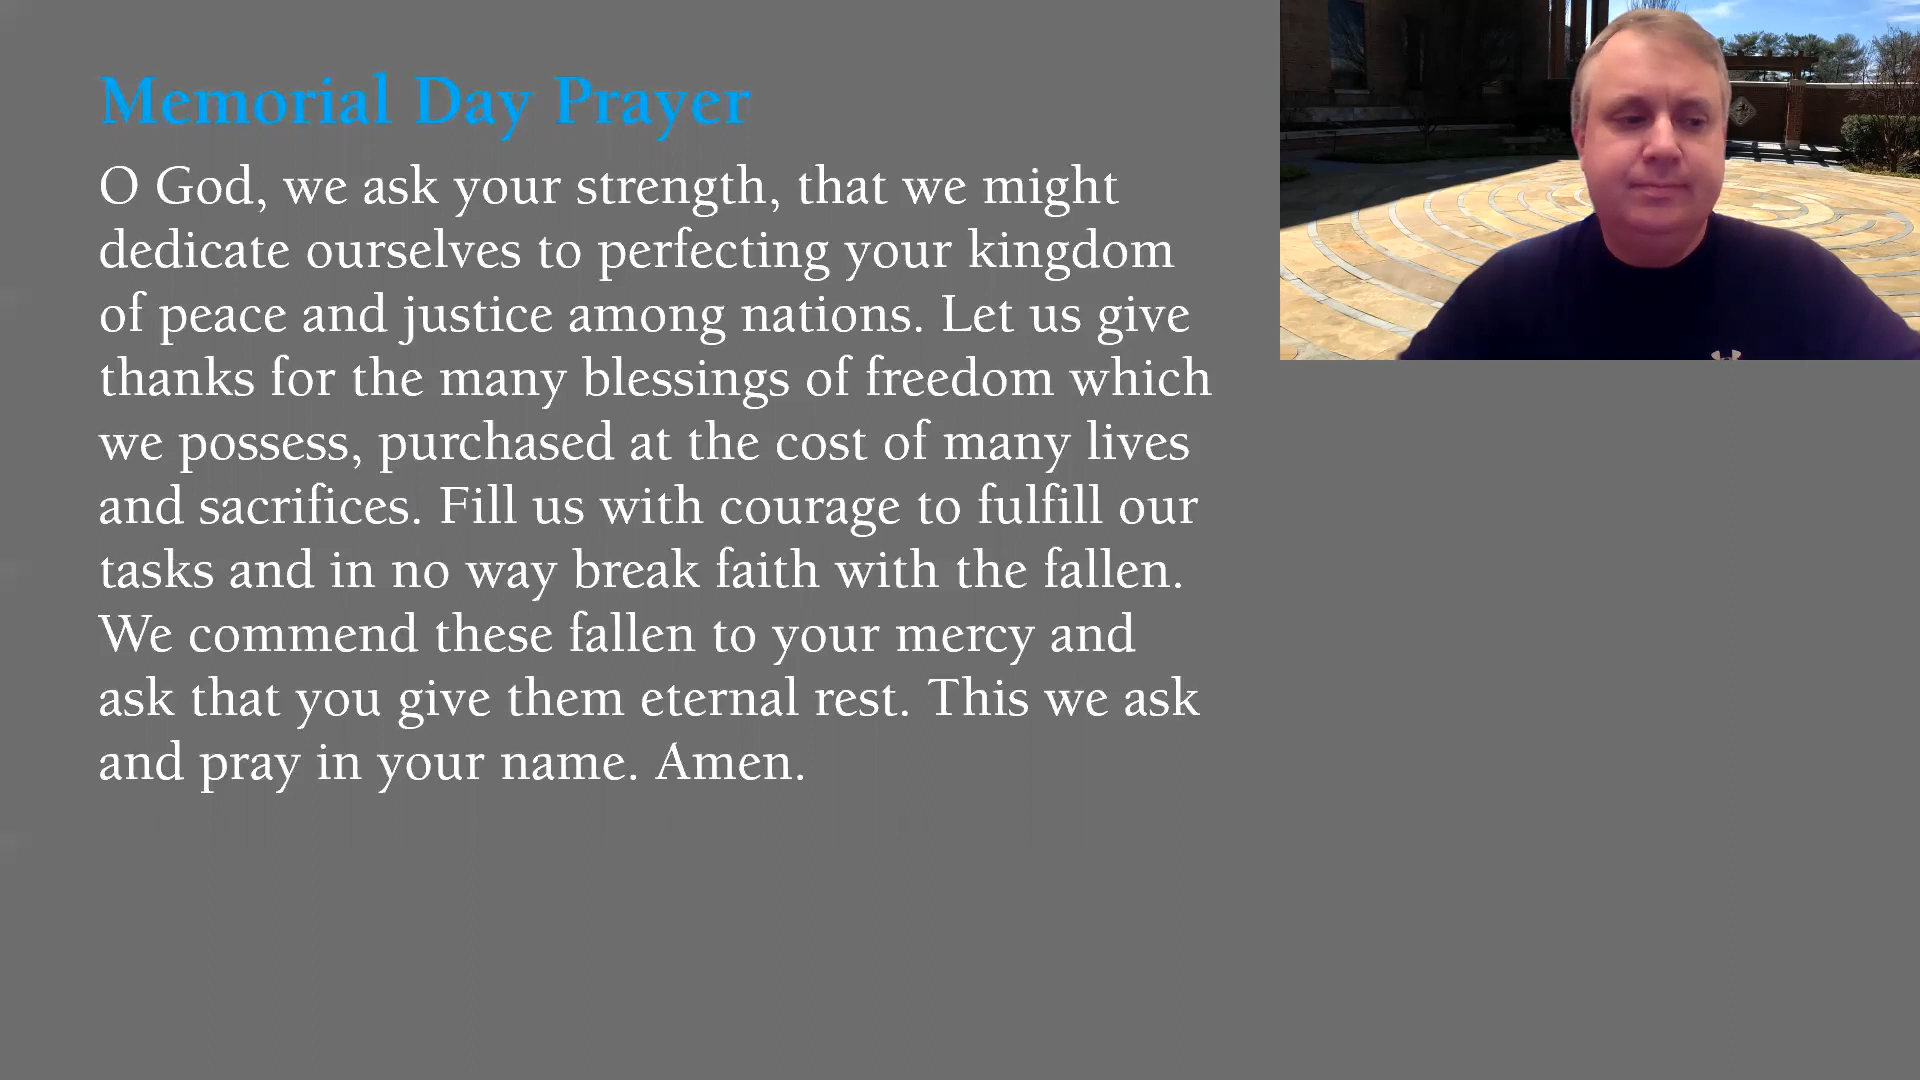 Memorial Day Prayer
O God, we ask your strength, that we might
dedicate ourselves to perfecting your kingdom
of peace and justice among nations. Let us give
thanks for the many blessings of freedom which
we possess, purchased at the cost of many lives
and sacrifices. Fill us with courage to fulfill our
tasks and in no way break faith with the fallen.
We commend these fallen to your mercy and
ask that you give them eternal rest. This we ask
and pray in your name. Amen.